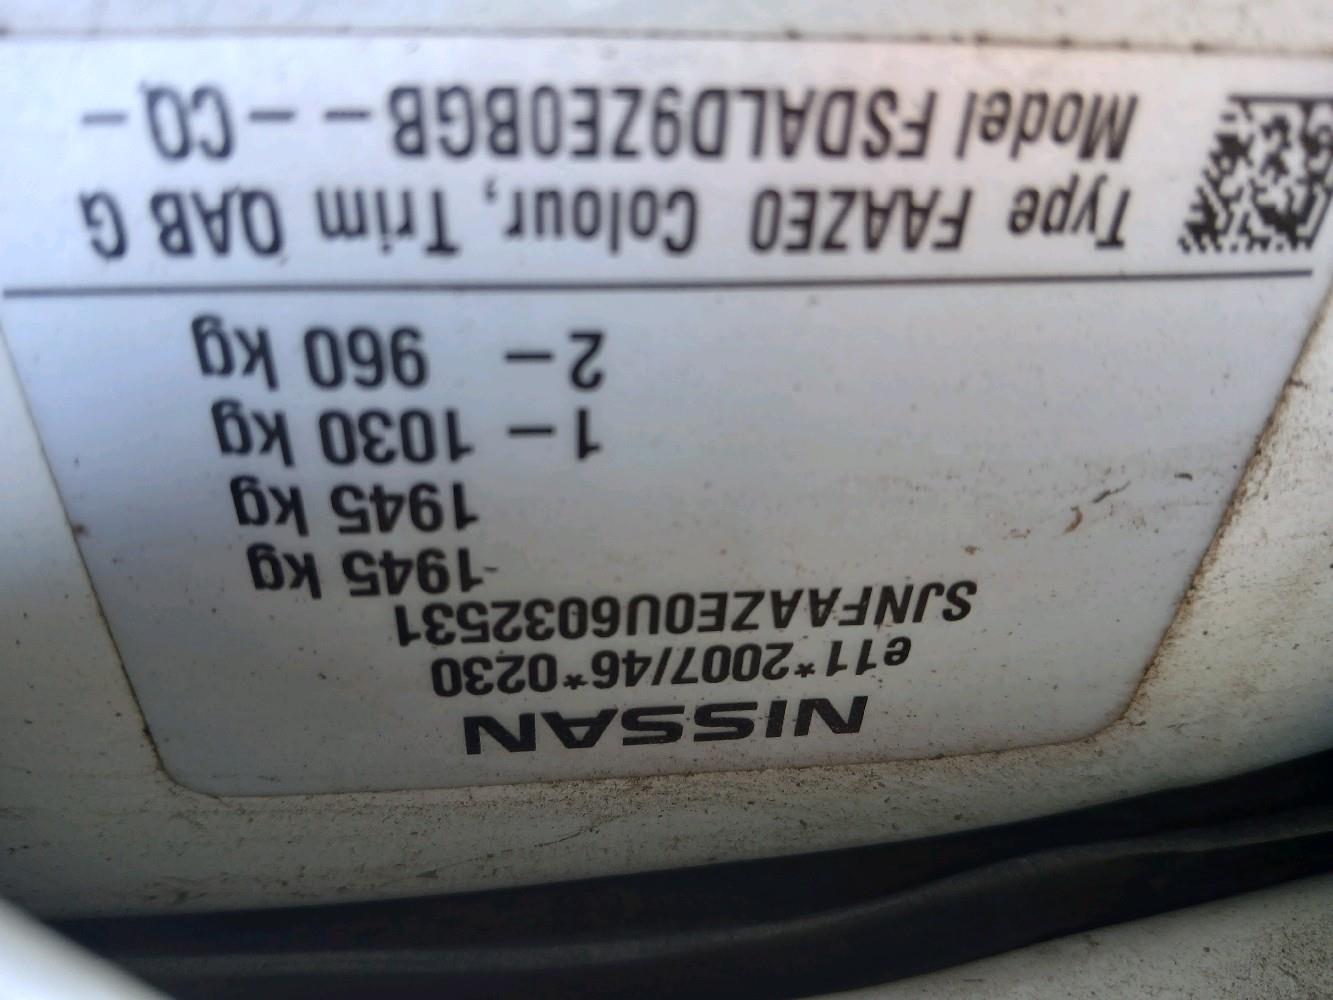 NISSAN
e11*2007/46*0230
SJNFAAZE0U6032531
1945 kg
1945 kg
1 – 1030 kg
2 – 960 kg
Type FAAZE0 Colour, Trim QAB G
Model FSDALD9ZE0BGB – – – CQ –